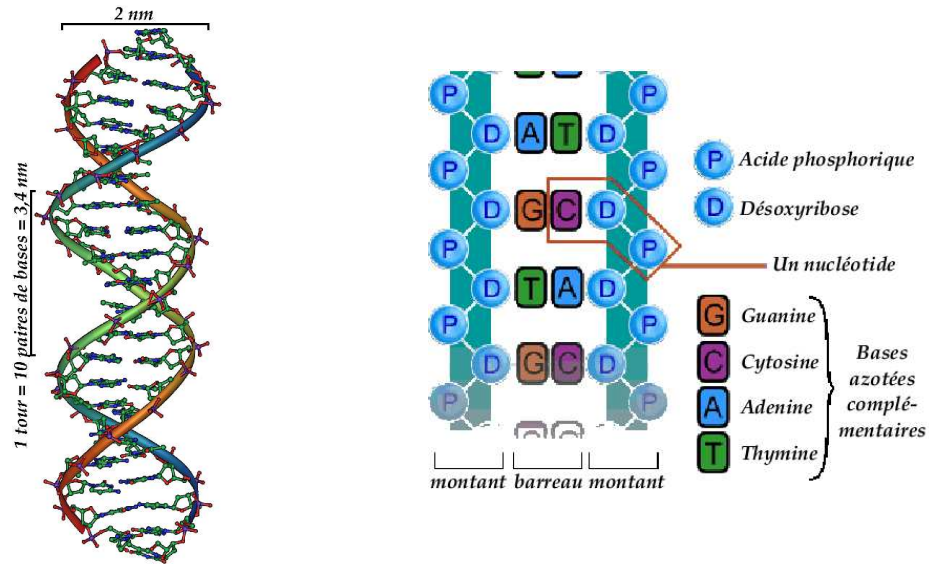 2 nm
1 tour = 10 paires de bases = 3,4 nm
P P
D A T D
P P
D G C D
P P
D T A D
P P
D G C D
P P
G C
montant barreau montant
P Acide phosphorique
D Désoxyribose
Un nucléotide
G Guanine
C Cytosine
A Adenine
T Thymine
Bases
azotées
complé-
mentaires